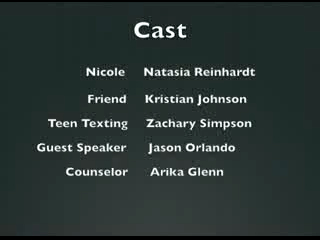 Cast
Nicole Natasia Reinhardt
Friend Kristian Johnson
Teen Texting Zachary Simpson
Guest Speaker Jason Orlando
Counselor Arika Glenn